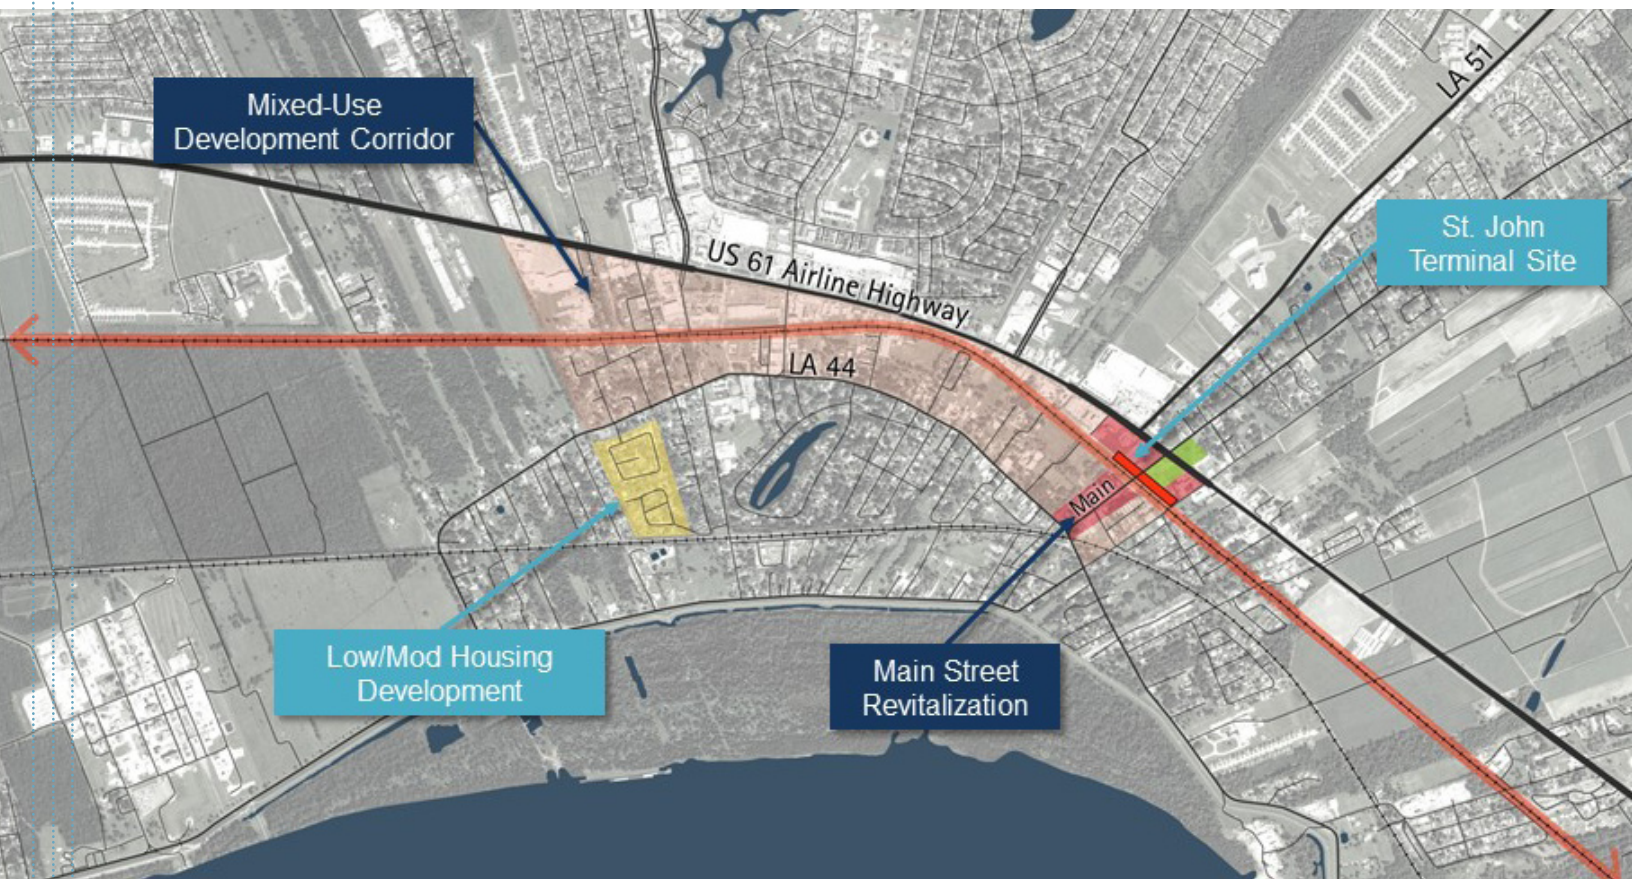 Mixed-Use
Development Corridor
LA 51
St. John
Terminal Site
US 61 Airline Highway
LA 44
Main
Low/Mod Housing
Development
Main Street
Revitalization